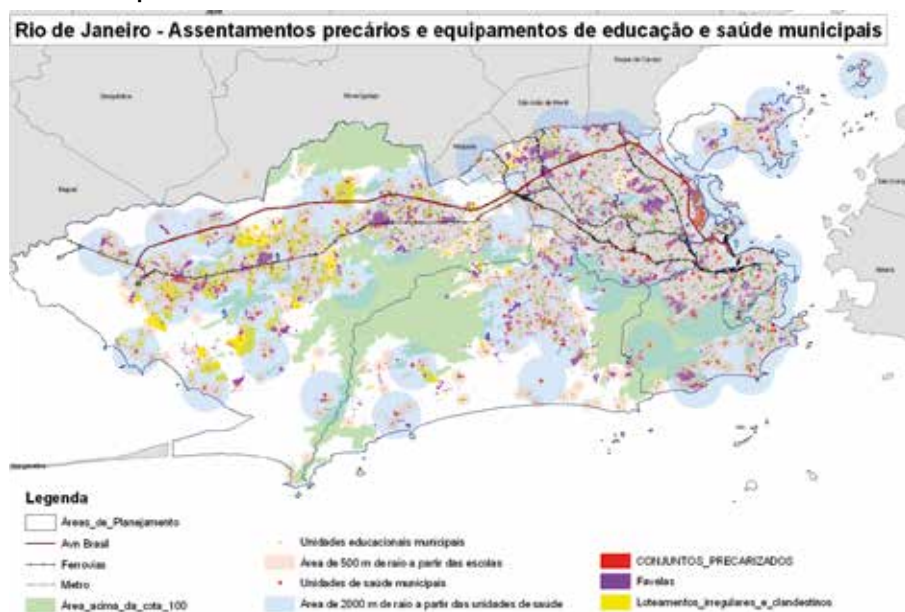 Rio de Janeiro - Assentamentos precários e equipamentos de educação e saúde municipais
Legenda
Áreas_de_Planejamento
Avn Brasil
Ferrovias
Metro
Área_acima_da_cota_100
Unidades educacionais municipais
Área de 500 m de raio a partir das escolas
Unidades de saúde municipais
Área de 2000 m de raio a partir das unidades de saúde
CONJUNTOS_PRECARIZADOS
Favelas
Loteamentos_irregulares_e_clandestinos